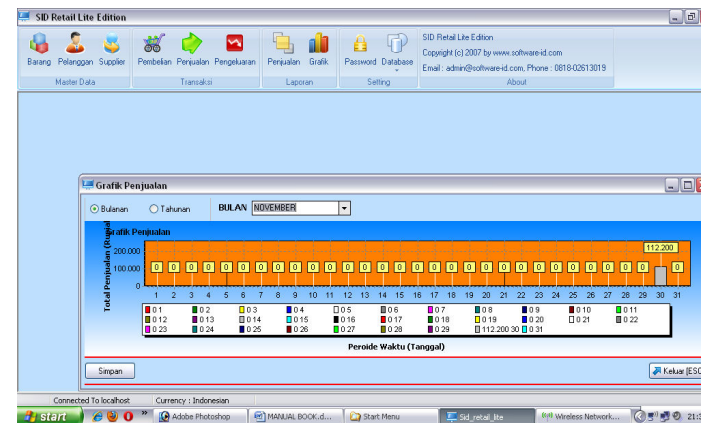 SID Retail Lite Edition
Barang Pelanggan Supplier Pembelian Penjualan Pengeluaran Penjualan Grafik Password Database
Master Data Transaksi Laporan Setting About
SID Retail Lite Edition
Copyright (c) 2007 by www.software-id.com
Email : admin@software-id.com, Phone : 0818-02613019
Grafik Penjualan
Bulanan Tahunan BULAN NOVEMBER
Grafik Penjualan
Total Penjualan (Rupiah
112.200
200.000
100.000
0
0 0 0 0 0 0 0 0 0 0 0 0 0 0 0 0 0 0 0 0 0 0 0 0 0 0 0 0 0 0
1 2 3 4 5 6 7 8 9 10 11 12 13 14 15 16 17 18 19 20 21 22 23 24 25 26 27 28 29 30 31
0 1 0 2 0 3 0 4 0 5 0 6 0 7 0 8 0 9 0 10 0 11
0 12 0 13 0 14 0 15 0 16 0 17 0 18 0 19 0 20 0 21 0 22
0 23 0 24 0 25 0 26 0 27 0 28 0 29 112.200 30 0 31
Peroide Waktu (Tanggal)
Simpan Keluar [ESC
Connected To localhost Currency : Indonesian
start Adobe Photoshop MANUAL BOOK.d... Start Menu Sid_retail_lite Wireless Network...